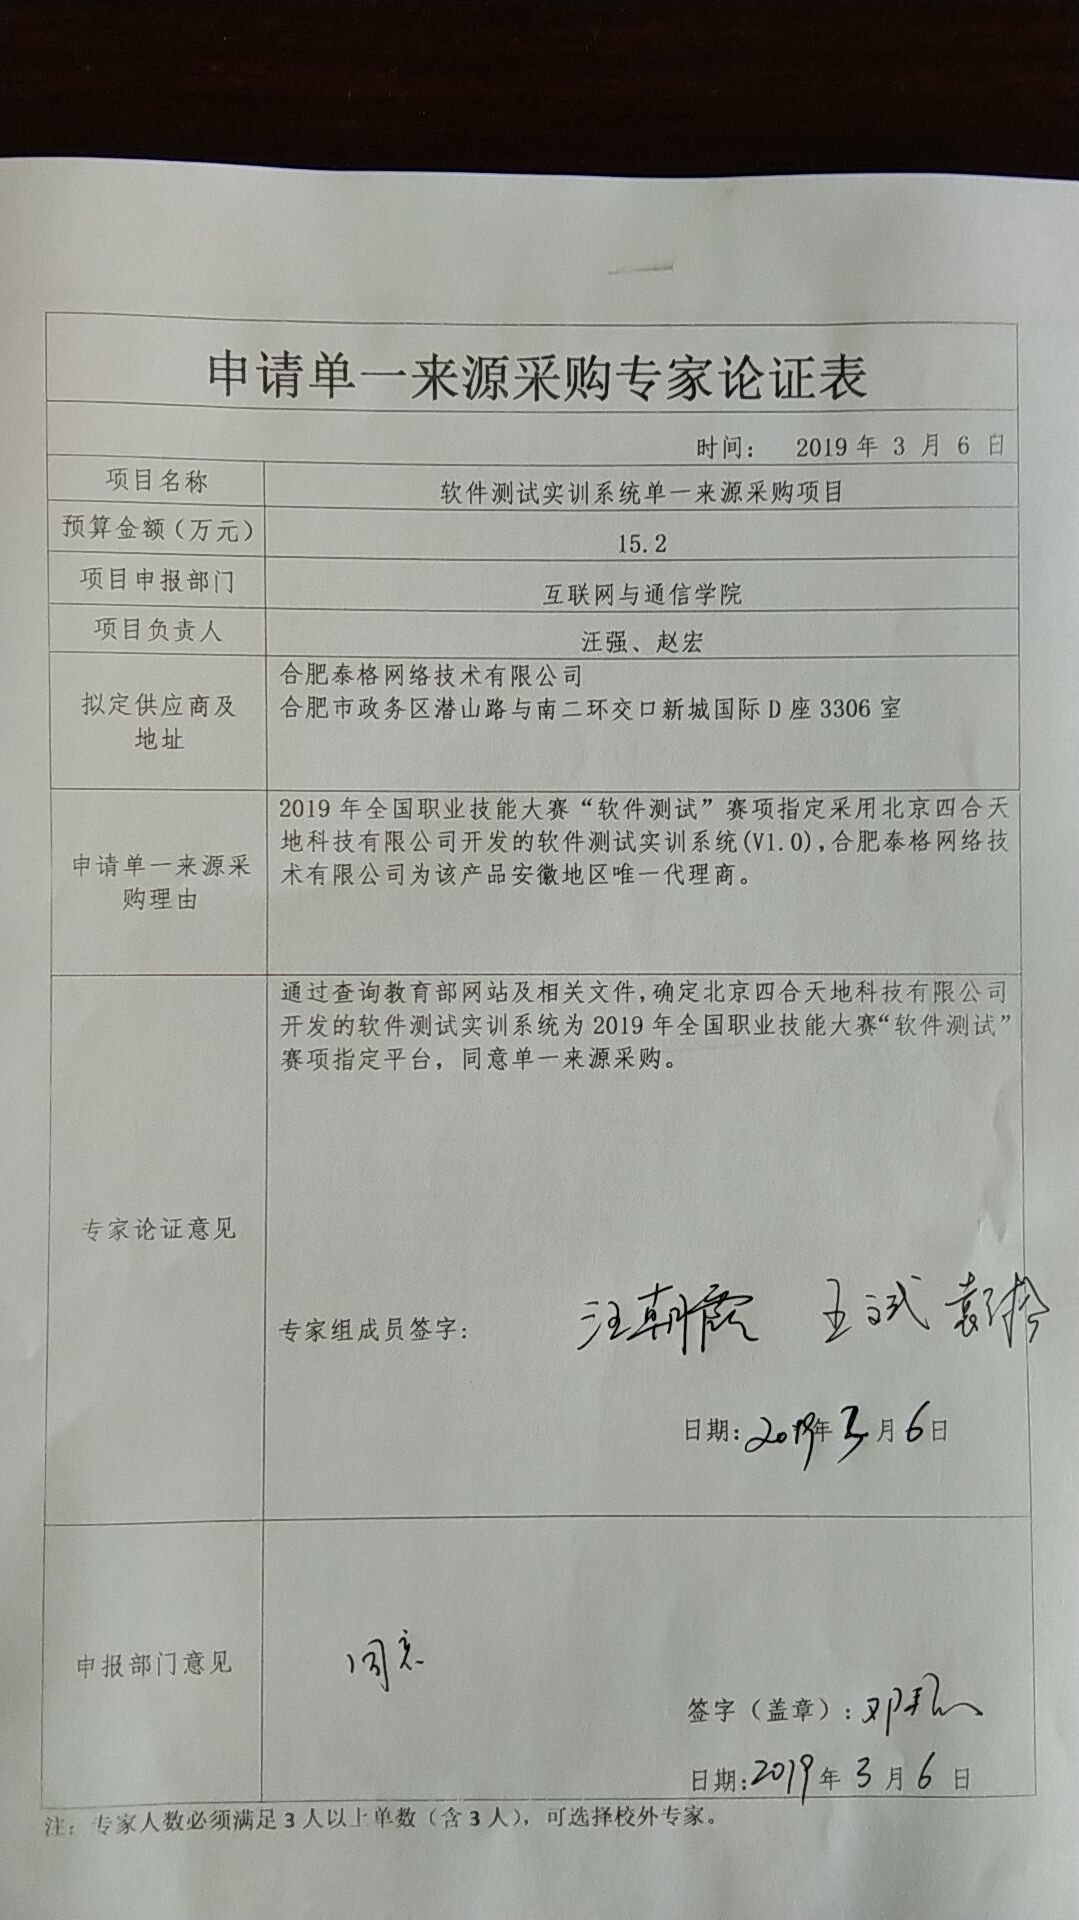 申请单一来源采购专家论证表
时间： 2019年 3 月 6 日
项目名称
软件测试实训系统单一来源采购项目
预算金额（万元）
15.2
项目申报部门
互联网与通信学院
项目负责人
汪强、赵宏
拟定供应商及
地址
合肥泰格网络技术有限公司
合肥市政务区潜山路与南二环交口新城国际 D 座 3306 室
申请单一来源采
购理由
2019 年全国职业技能大赛“软件测试”赛项指定采用北京四合天
地科技有限公司开发的软件测试实训系统(V1.0),合肥泰格网络技
术有限公司为该产品安徽地区唯一代理商。
专家论证意见
通过查询教育部网站及相关文件,确定北京四合天地科技有限公司
开发的软件测试实训系统为 2019 年全国职业技能大赛“软件测试”
赛项指定平台，同意单一来源采购。
专家组成员签字: 汪朝霞 王斌
日期:2019年 3 月 6 日
申报部门意见
同意
签字（盖章）:
日期:2019 年 3 月 6 日
注：专家人数必须满足 3 人以上单数（含 3 人），可选择校外专家。